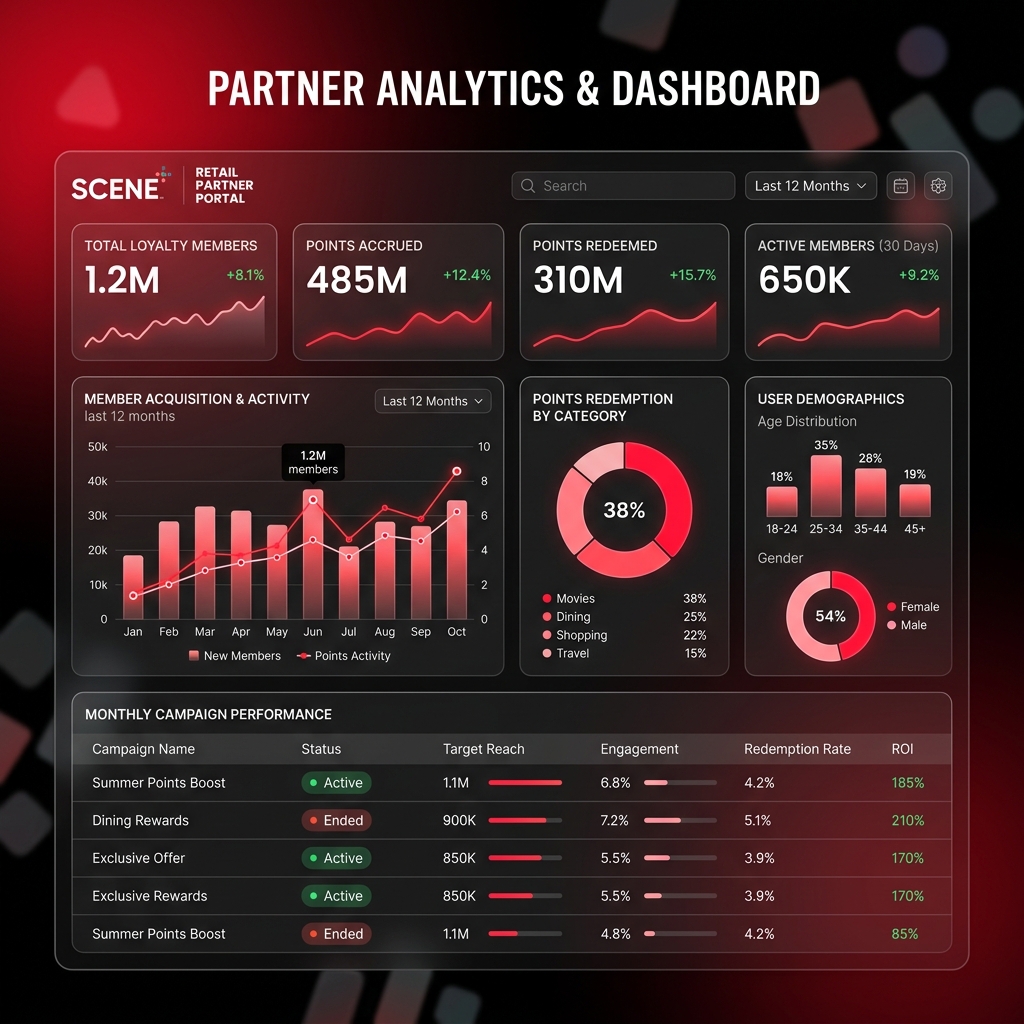 PARTNER ANALYTICS & DASHBOARD
SCENE+
RETAIL
PARTNER
PORTAL
Search
Last 12 Months
TOTAL LOYALTY MEMBERS
1.2M
+8.1%
POINTS ACCRUED
485M
+12.4%
POINTS REDEEMED
310M
+15.7%
ACTIVE MEMBERS (30 Days)
650K
+9.2%
MEMBER ACQUISITION & ACTIVITY
last 12 months
Last 12 Months
50k
40k
30k
20k
10k
0
10
8
6
4
2
0
1.2M
members
Jan Feb Mar Apr May Jun Jul Aug Sep Oct
New Members Points Activity
POINTS REDEMPTION
BY CATEGORY
38%
Movies 38%
Dining 25%
Shopping 22%
Travel 15%
USER DEMOGRAPHICS
Age Distribution
18% 35% 28% 19%
18-24 25-34 35-44 45+
Gender
54%
Female
Male
MONTHLY CAMPAIGN PERFORMANCE
Campaign Name Status Target Reach Engagement Redemption Rate ROI
Summer Points Boost Active 1.1M 6.8% 4.2% 185%
Dining Rewards Ended 900K 7.2% 5.1% 210%
Exclusive Offer Active 850K 5.5% 3.9% 170%
Exclusive Rewards Active 850K 5.5% 3.9% 170%
Summer Points Boost Ended 1.1M 4.8% 4.2% 85%